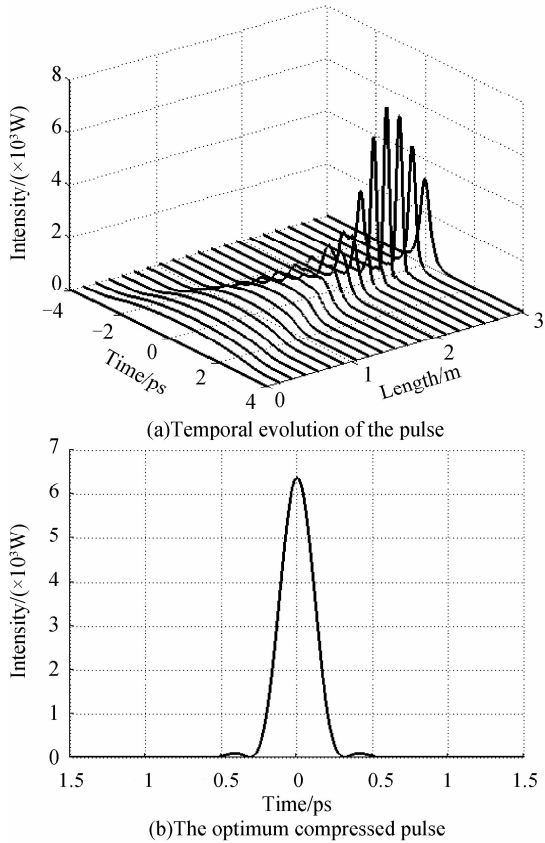 8
6
4
2
0
Intensity/(×10³W)
−4
−2
0
2
4
Time/ps
0
1
2
3
Length/m
(a)Temporal evolution of the pulse
7
6
5
4
3
2
1
0
Intensity/(×10³W)
1.5 1 0.5 0 0.5 1 1.5
Time/ps
(b)The optimum compressed pulse